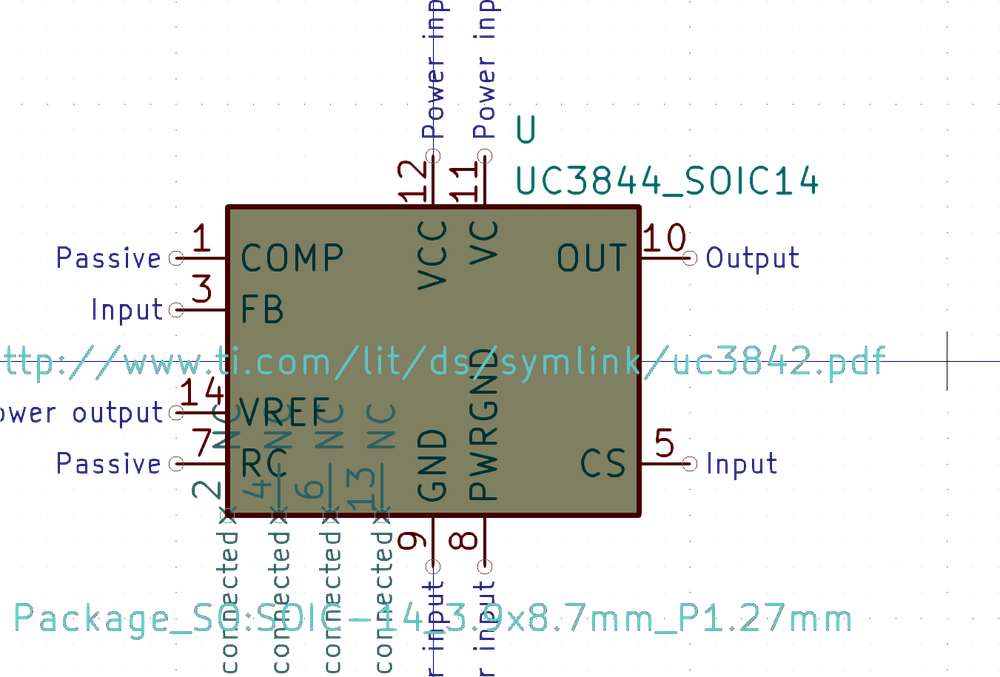 Power inp
Power inp
U
UC3844_SOIC14
12
11
1
10
Passive
COMP
VCC
VC
OUT
Output
3
Input
FB
ttp://www.ti.com/lit/ds/symlink/uc3842.pdf
14
ower output
VREF
NC
NC
NC
NC
7
Passive
RC
GND
PWRGND
CS
5
Input
2
4
6
13
9
8
connected
connected
connected
connected
r input
r input
Package_SO:SOIC-14_3.9x8.7mm_P1.27mm